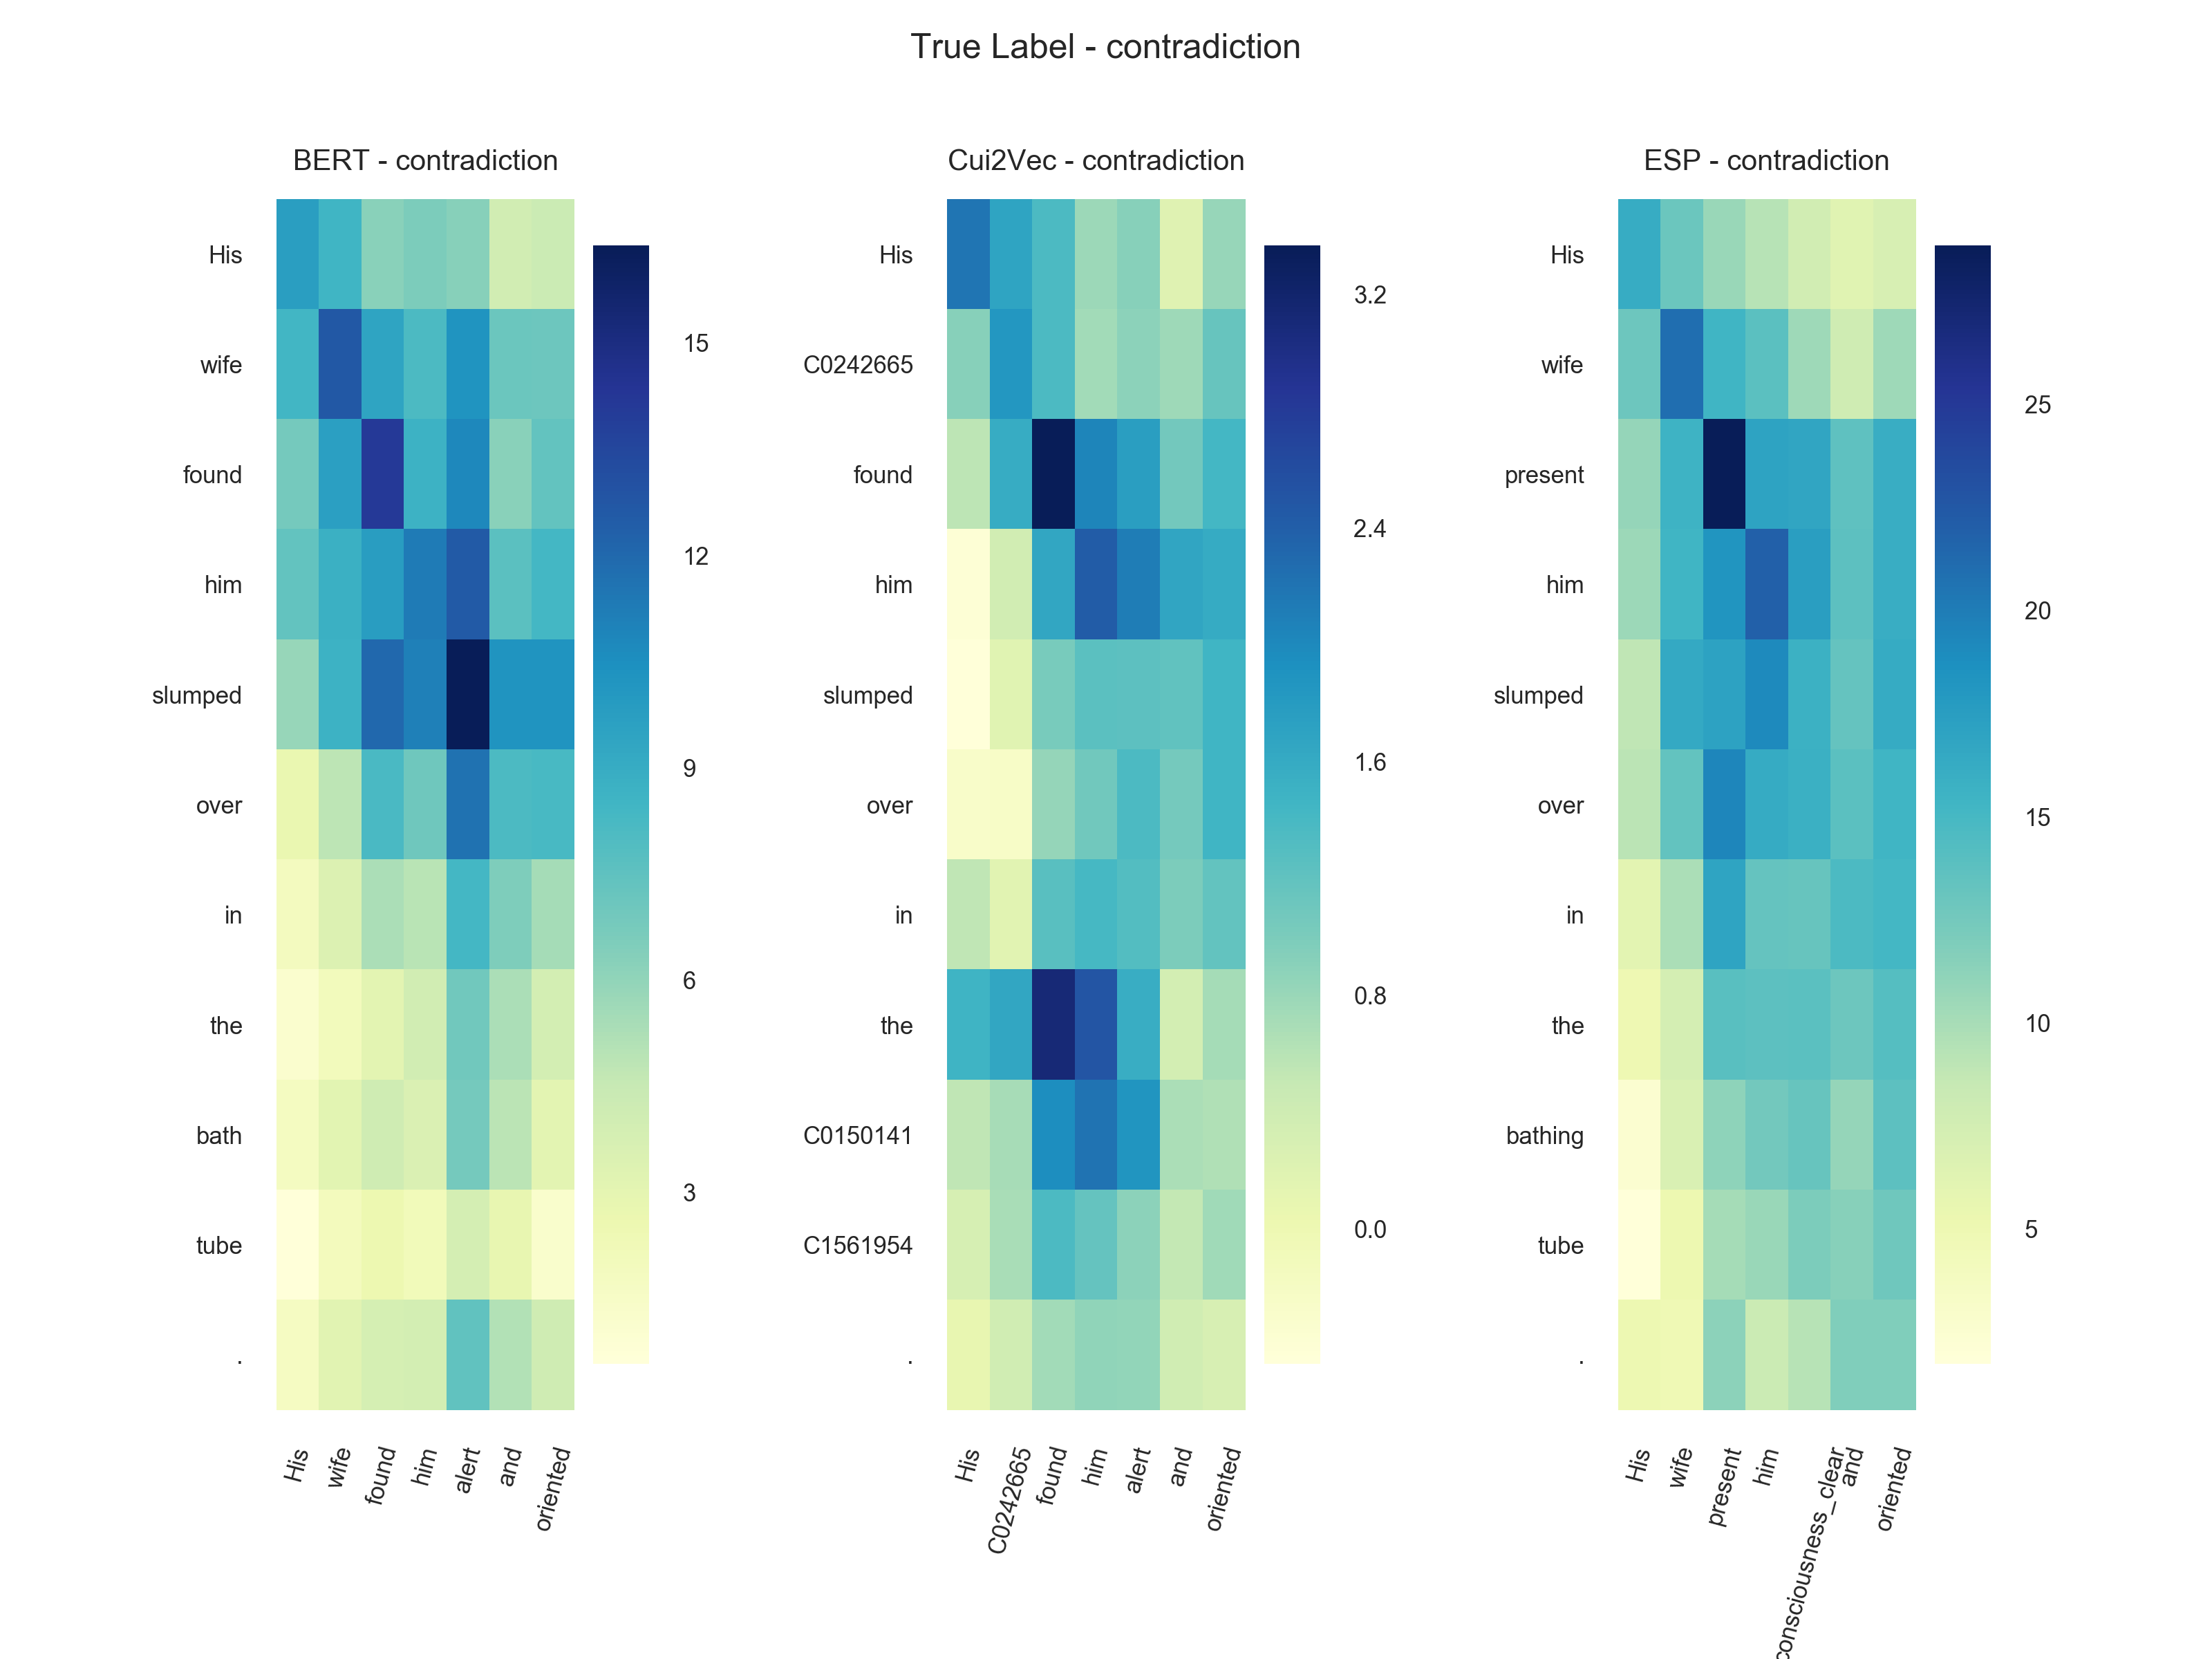 True Label - contradiction
BERT - contradiction
His
wife
found
him
slumped
over
in
the
bath
tube
.
His
wife
found
him
alert
and
oriented
15
12
9
6
3
Cui2Vec - contradiction
His
C0242665
found
him
slumped
over
in
the
C0150141
C1561954
.
His
C0242665
found
him
alert
and
oriented
3.2
2.4
1.6
0.8
0.0
ESP - contradiction
His
wife
present
him
slumped
over
in
the
bathing
tube
.
His
wife
present
him
consciousness_clear
and
oriented
25
20
15
10
5